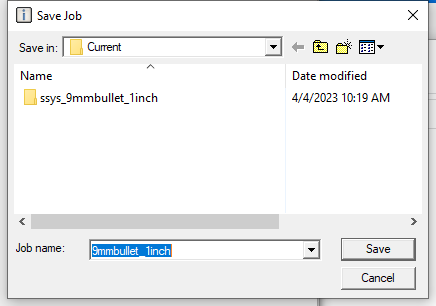 Save Job
Save in: Current
Name Date modified
ssys_9mmbullet_1inch 4/4/2023 10:19 AM
Job name: 9mmbullet_1inch Save
Cancel